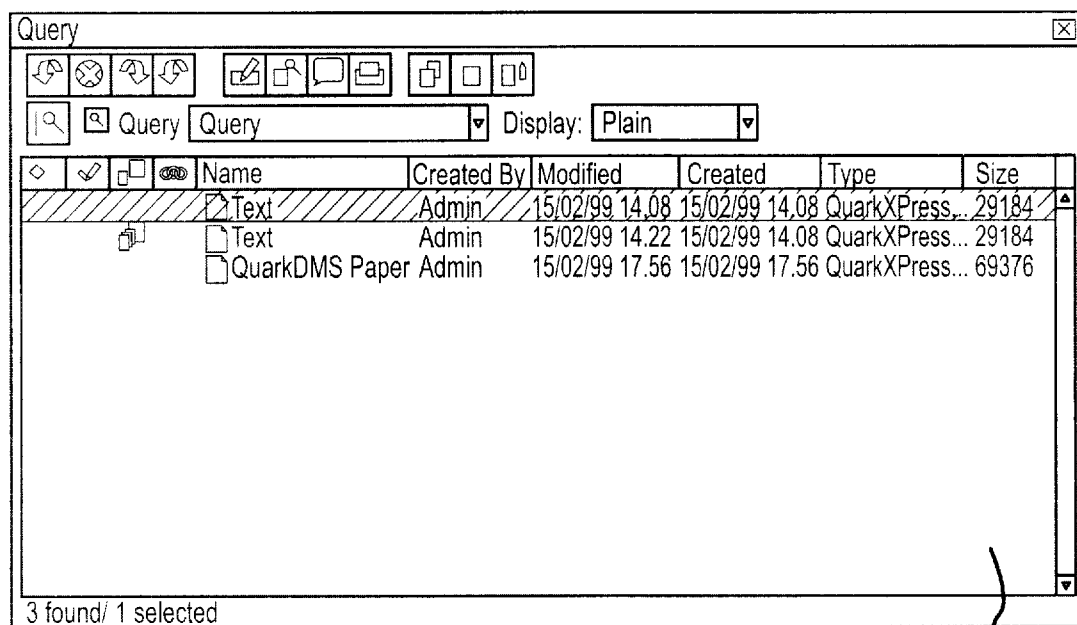 Query
Query Query Display: Plain
Name Created By Modified Created Type Size
Text Admin 15/02/99 14.08 15/02/99 14.08 QuarkXPress... 29184
Text Admin 15/02/99 14.22 15/02/99 14.08 QuarkXPress... 29184
QuarkDMS Paper Admin 15/02/99 17.56 15/02/99 17.56 QuarkXPress... 69376
3 found/ 1 selected